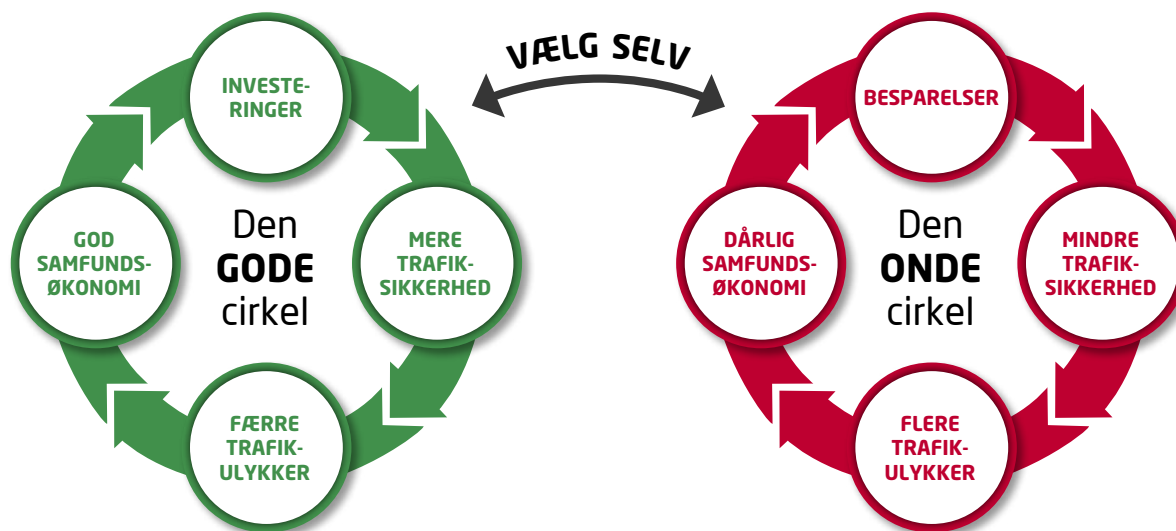 VÆLG SELV
INVESTE-
RINGER
MERE
TRAFIK-
SIKKERHED
FÆRRE
TRAFIK-
ULYKKER
GOD
SAMFUNDS-
ØKONOMI
Den
GODE
cirkel
BESPARELSER
MINDRE
TRAFIK-
SIKKERHED
FLERE
TRAFIK-
ULYKKER
DÅRLIG
SAMFUNDS-
ØKONOMI
Den
ONDE
cirkel